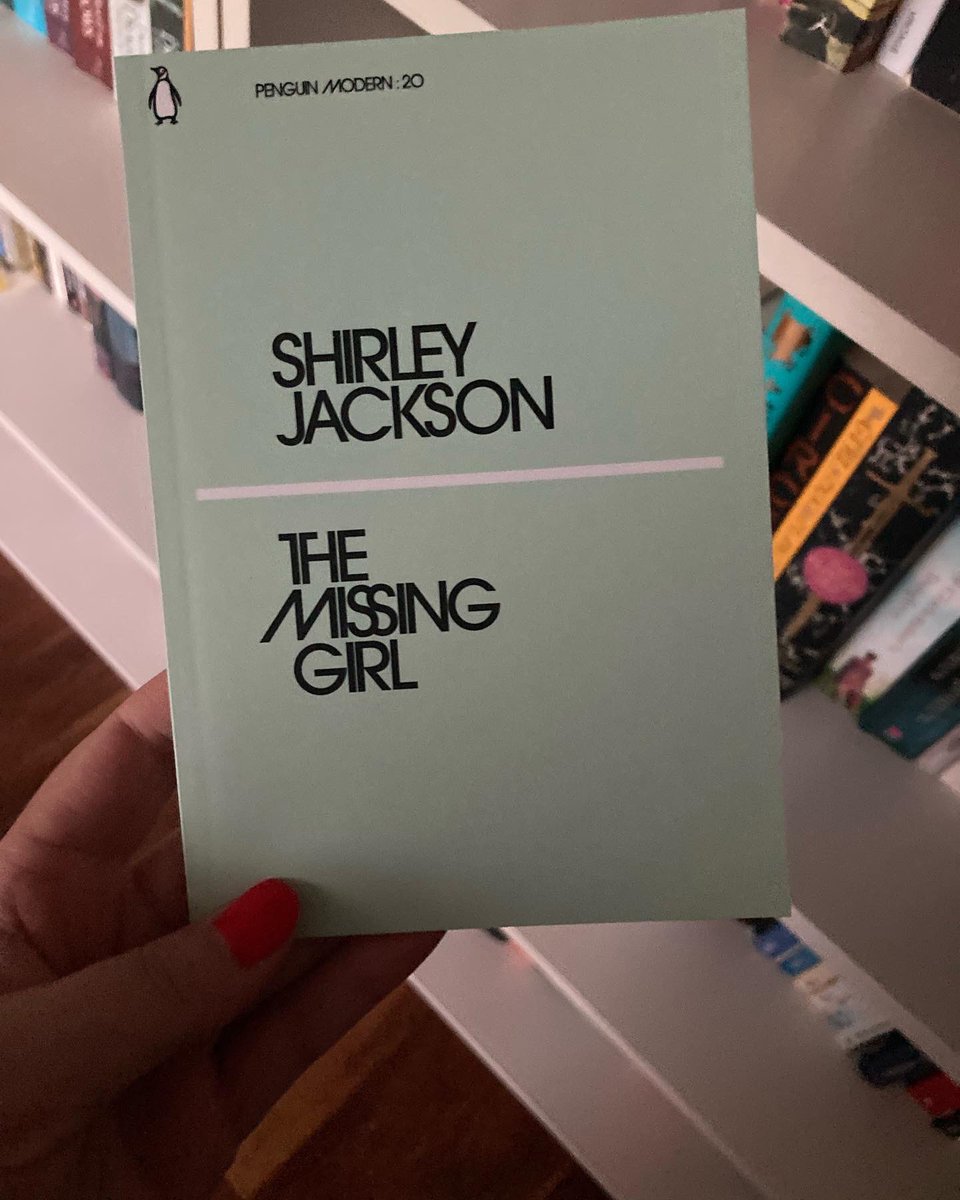 PENGUIN MODERN : 20
SHIRLEY
JACKSON
THE
MISSING
GIRL